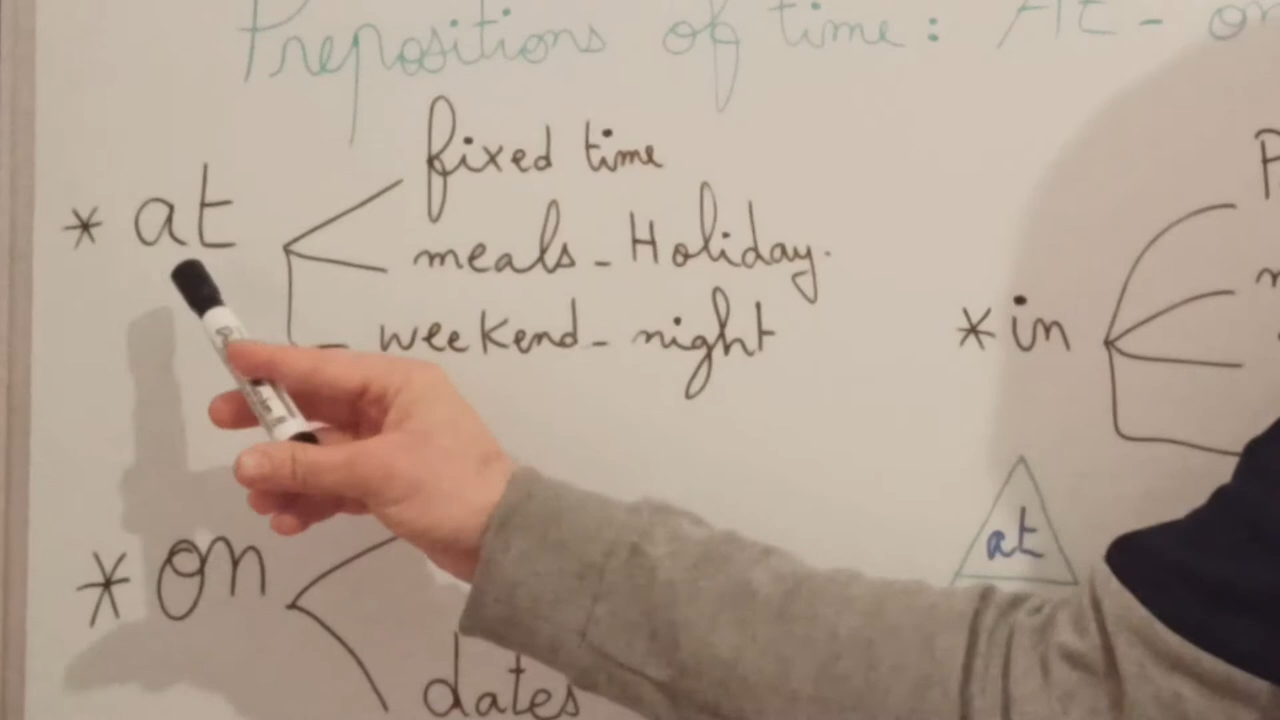 Prepositions of time: At - on
* at
fixed time
meals - Holiday.
- weekend - night
* in
at
* on
dates